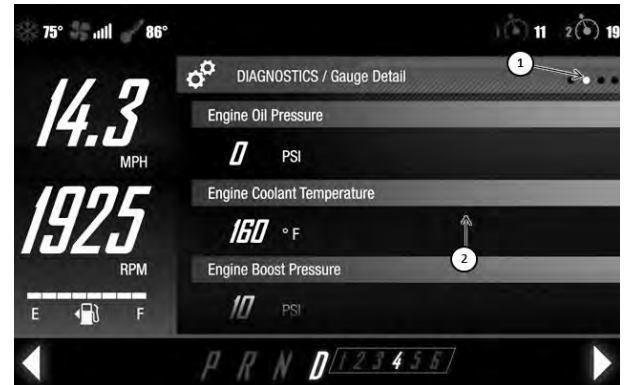 75° 86° 11 2 19
1
DIAGNOSTICS / Gauge Detail
14.3
MPH
Engine Oil Pressure
0 PSI
Engine Coolant Temperature
160 ° F
2
1925
RPM
Engine Boost Pressure
10 PSI
E F
P R N D 1 2 3 4 5 6